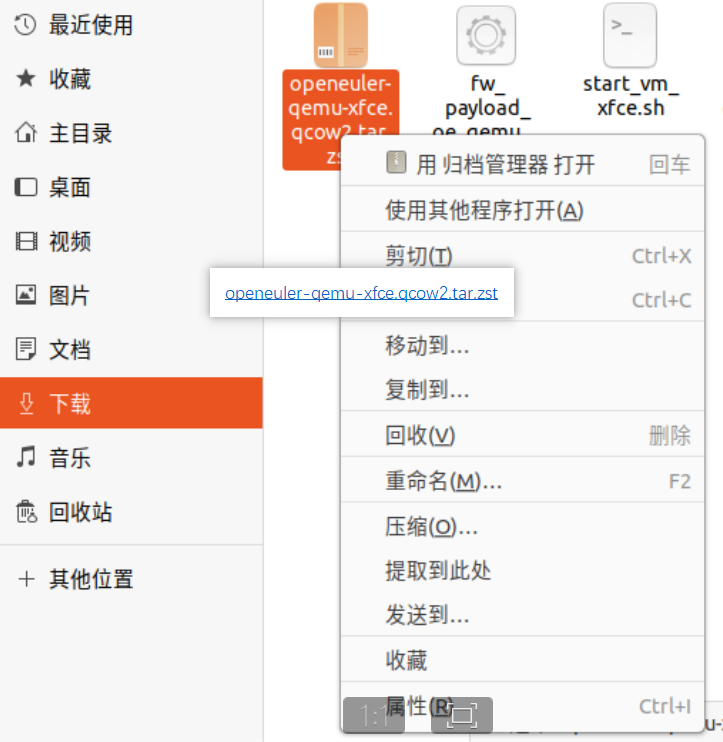 最近使用
收藏
主目录
桌面
视频
图片
文档
下载
音乐
回收站
其他位置
openeuler-
qemu-xfce.
qcow2.tar.
zs
fw_
payload_
oe_qemu
>_
start_vm_
xfce.sh
用 归档管理器 打开 回车
使用其他程序打开(A)
剪切(T) Ctrl+X
openeuler-qemu-xfce.qcow2.tar.zst
Ctrl+C
移动到...
复制到...
回收(V) 删除
重命名(M)... F2
压缩(O)...
提取到此处
发送到...
收藏
属性(R) Ctrl+I
1:1